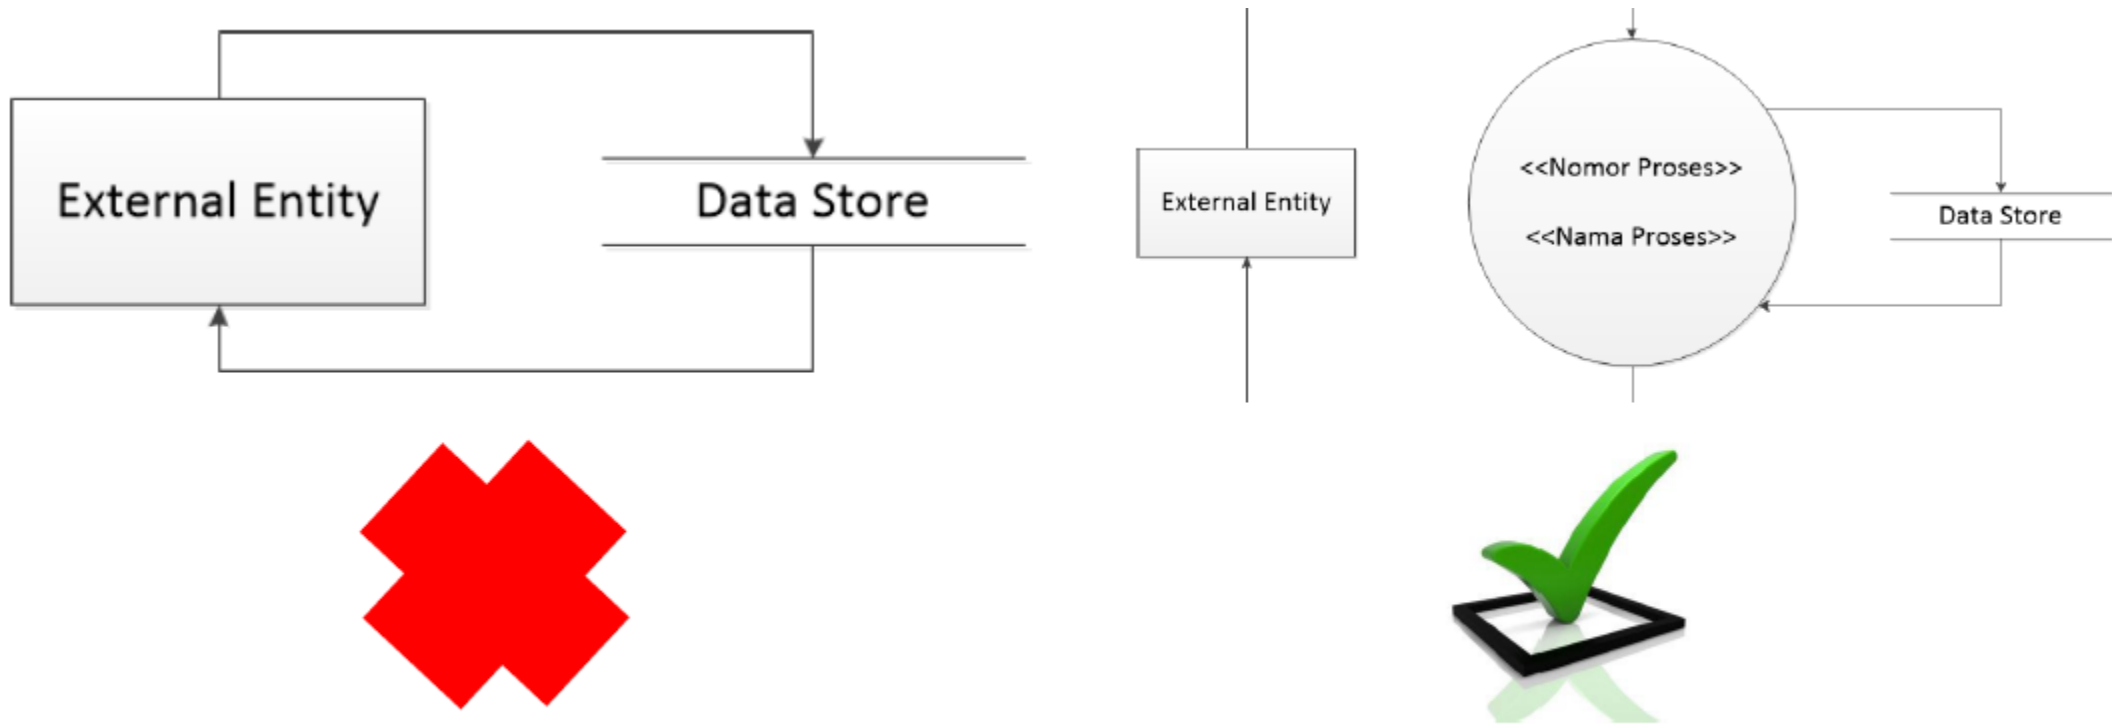 External Entity
Data Store
External Entity
<<Nomor Proses>>
<<Nama Proses>>
Data Store